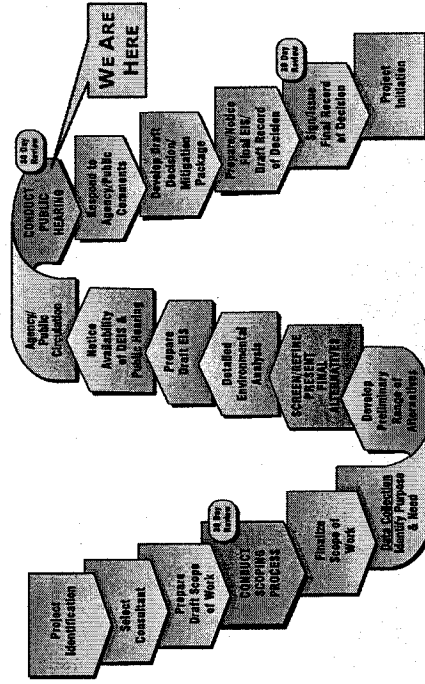 Project
Identification
Select
Consultant
Prepare
Draft Scope
of Work
30 Day
Review
CONDUCT
SCOPING
PROCESS
Finalize
Scope of
Work
Data Collection
Identify Purpose
& Need
Develop
Preliminary
Range of
Alternatives
SCREEN/REFINE
PRESENT
FINAL
ALTERNATIVES
Detailed
Environmental
Analysis
Prepare
Draft EIS
Notice
Availability
of DEIS &
Public Hearing
Agency/
Public
Circulation
Day
Review
CONDUCT
PUBLIC
HEARING
WE ARE
HERE
Respond to
Agency/Public
Comments
Develop Draft
Decision/
Mitigation
Package
Prepare/Notice
Final EIS/
Draft Record
of Decision
30 Day
Review
Sign/Issue
Final Record
of Decision
Project
Initiation